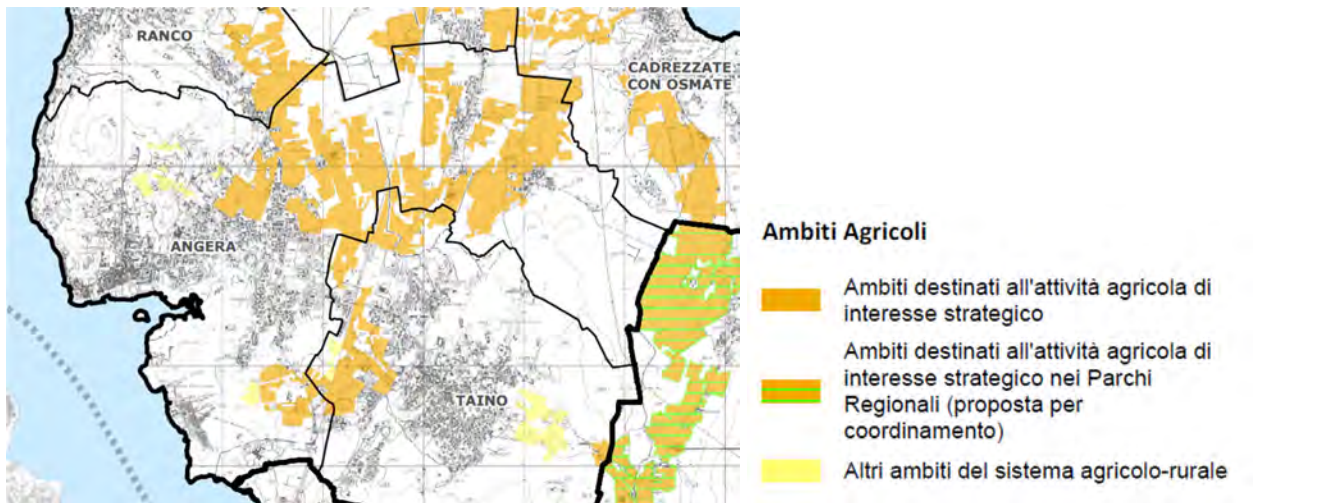 RANCO
CADREZZATE
CON OSMATE
ANGERA
TAINO
Ambiti Agricoli
Ambiti destinati all'attività agricola di
interesse strategico
Ambiti destinati all'attività agricola di
interesse strategico nei Parchi
Regionali (proposta per
coordinamento)
Altri ambiti del sistema agricolo-rurale